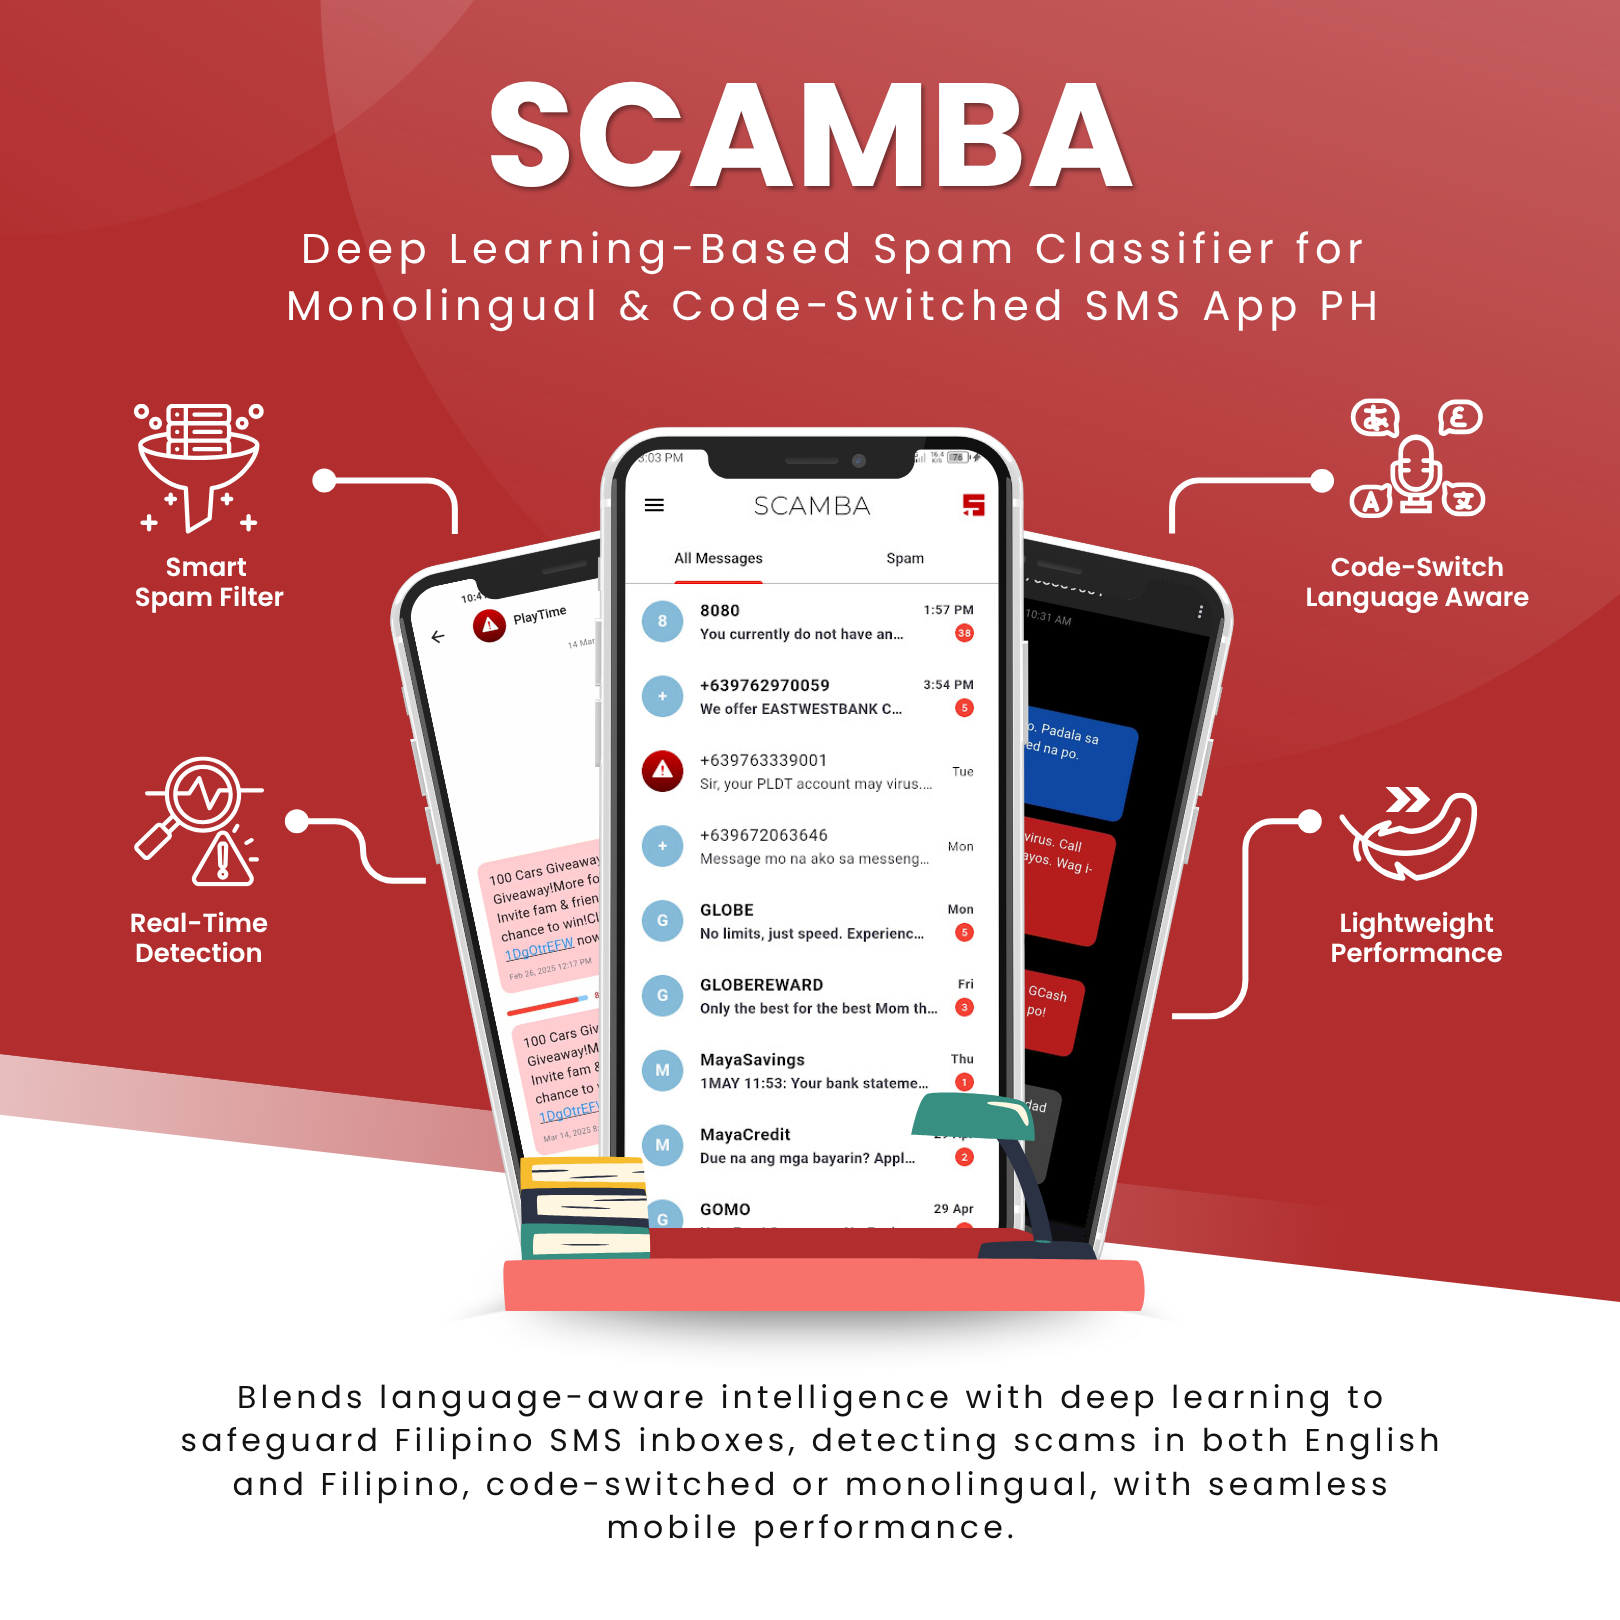 SCAMBA
Deep Learning-Based Spam Classifier for
Monolingual & Code-Switched SMS App PH
Smart
Spam Filter
Real-Time
Detection
Code-Switch
Language Aware
Lightweight
Performance
PlayTime
14 Mar
100 Cars Giveaway
Giveaway!More fo
Invite fam & frien
chance to win!Cl
1DgOtrEFW now
Feb 26, 2025 12:17 PM
100 Cars Giv
Giveaway!M
Invite fam &
chance to
1DgOtrEF
Mar 14, 2025 8:
:03 PM
16.4
K/S
76
SCAMBA
All Messages
Spam
8
8080
1:57 PM
You currently do not have an...
38
+
+639762970059
3:54 PM
We offer EASTWESTBANK C...
5
+639763339001
Tue
Sir, your PLDT account may virus....
+
+639672063646
Mon
Message mo na ako sa messeng...
G
GLOBE
Mon
No limits, just speed. Experienc...
5
G
GLOBEREWARD
Fri
Only the best for the best Mom th...
3
M
MayaSavings
Thu
1MAY 11:53: Your bank stateme...
1
M
MayaCredit
Due na ang mga bayarin? Appl...
2
G
GOMO
29 Apr
10:31 AM
o. Padala sa
ed na po.
virus. Call
ayos. Wag i-
GCash
po!
dad
Blends language-aware intelligence with deep learning to
safeguard Filipino SMS inboxes, detecting scams in both English
and Filipino, code-switched or monolingual, with seamless
mobile performance.